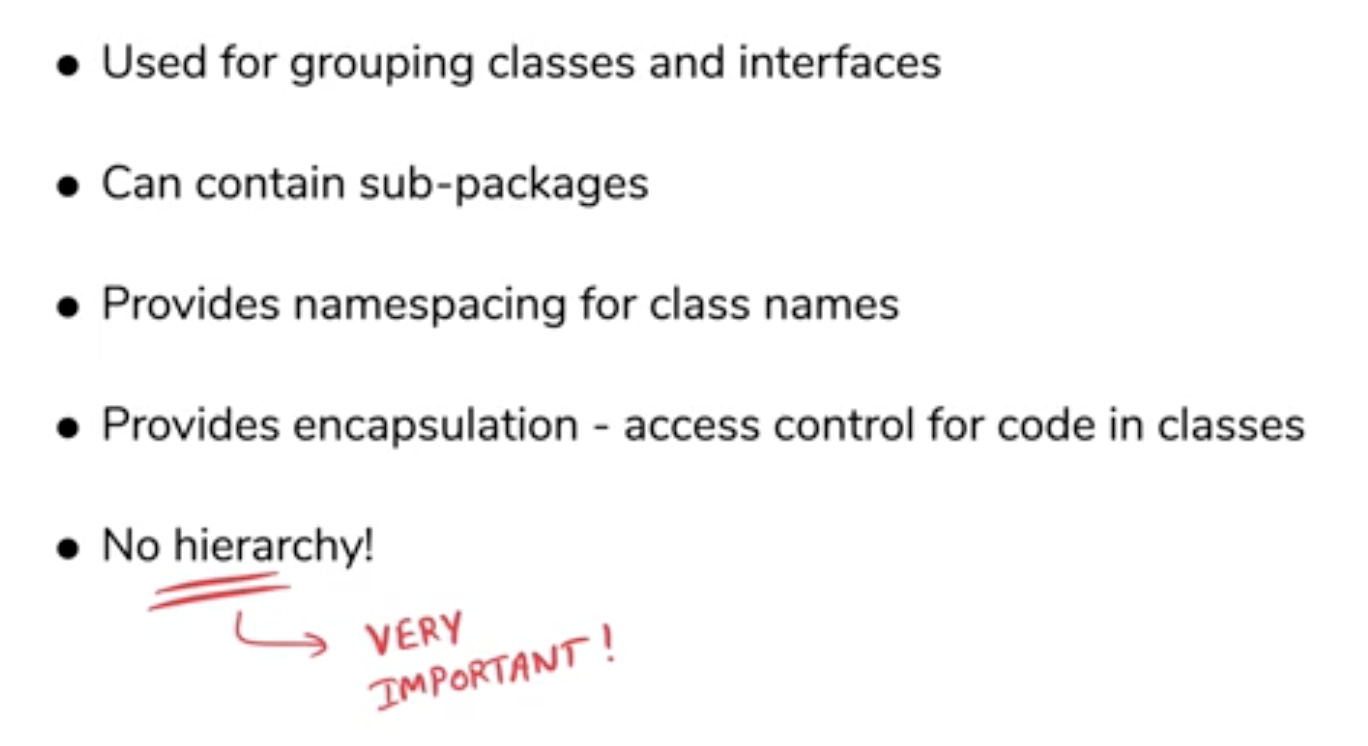 • Used for grouping classes and interfaces
• Can contain sub-packages
• Provides namespacing for class names
• Provides encapsulation - access control for code in classes
• No hierarchy!
VERY
IMPORTANT!